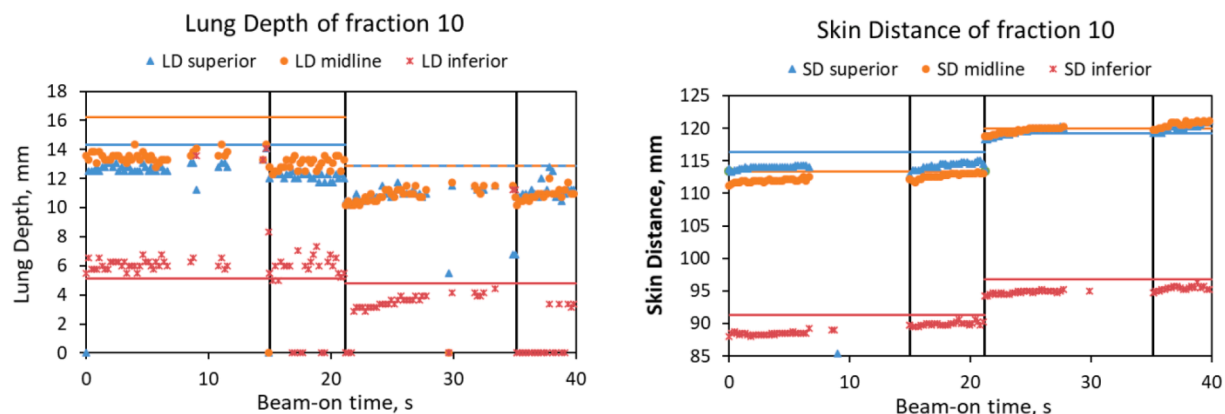 Lung Depth of fraction 10
LD superior LD midline LD inferior
18
16
14
12
10
8
6
4
2
0
0 10 20 30 40
Lung Depth, mm
Beam-on time, s
Skin Distance of fraction 10
SD superior SD midline SD inferior
125
120
115
110
105
100
95
90
85
0 10 20 30 40
Skin Distance, mm
Beam-on time, s